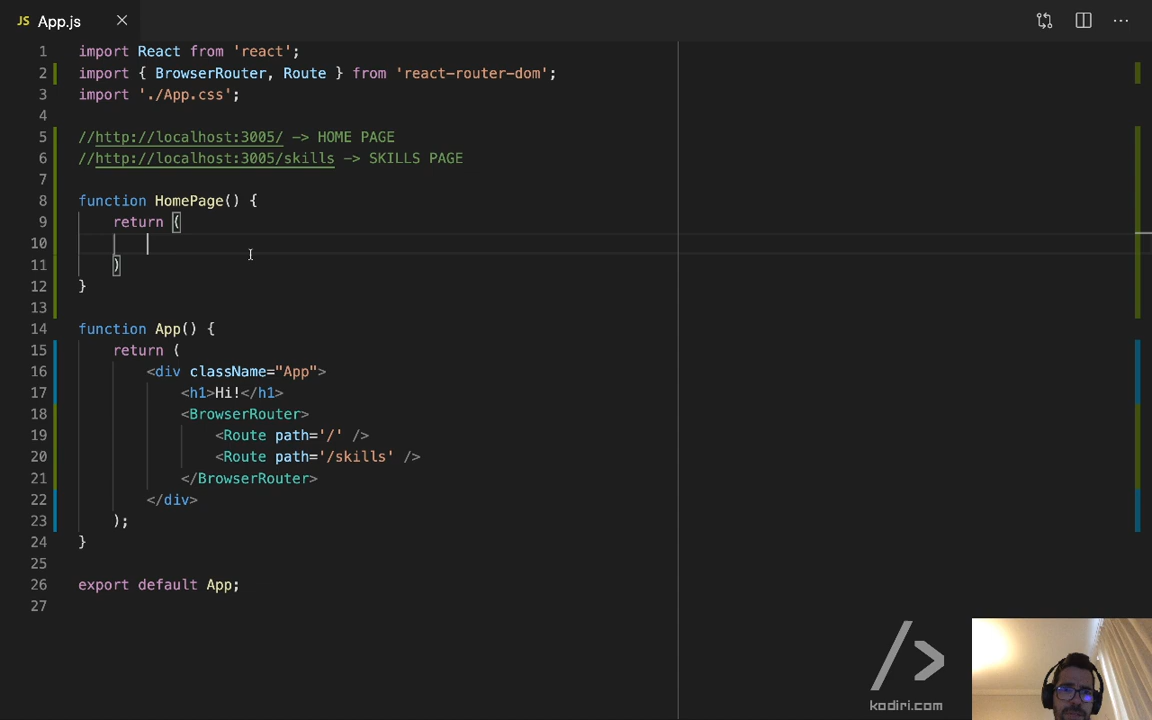 JS App.js ×
1 import React from 'react';
2 import { BrowserRouter, Route } from 'react-router-dom';
3 import './App.css';
4
5 //http://localhost:3005/ -> HOME PAGE
6 //http://localhost:3005/skills -> SKILLS PAGE
7
8 function HomePage() {
9     return (
10
11     )
12 }
13
14 function App() {
15     return (
16         <div className="App">
17             <h1>Hi!</h1>
18             <BrowserRouter>
19                 <Route path='/' />
20                 <Route path='/skills' />
21             </BrowserRouter>
22         </div>
23     );
24 }
25
26 export default App;
27
kodiri.com